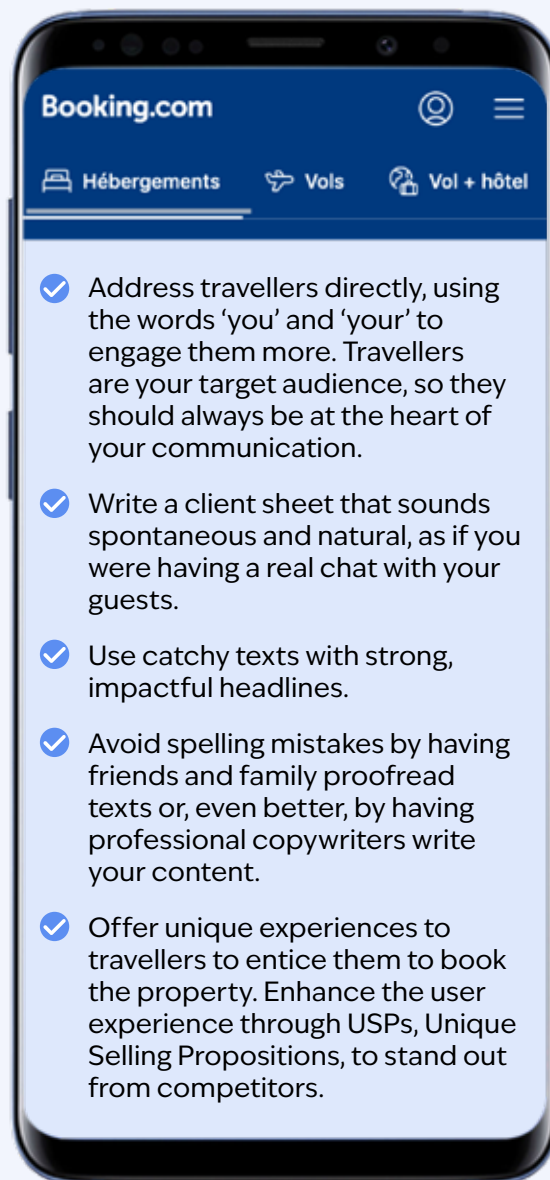 Booking.com
Hébergements Vols Vol + hôtel
Address travellers directly, using
the words ‘you’ and ‘your’ to
engage them more. Travellers
are your target audience, so they
should always be at the heart of
your communication.
Write a client sheet that sounds
spontaneous and natural, as if you
were having a real chat with your
guests.
Use catchy texts with strong,
impactful headlines.
Avoid spelling mistakes by having
friends and family proofread
texts or, even better, by having
professional copywriters write
your content.
Offer unique experiences to
travellers to entice them to book
the property. Enhance the user
experience through USPs, Unique
Selling Propositions, to stand out
from competitors.